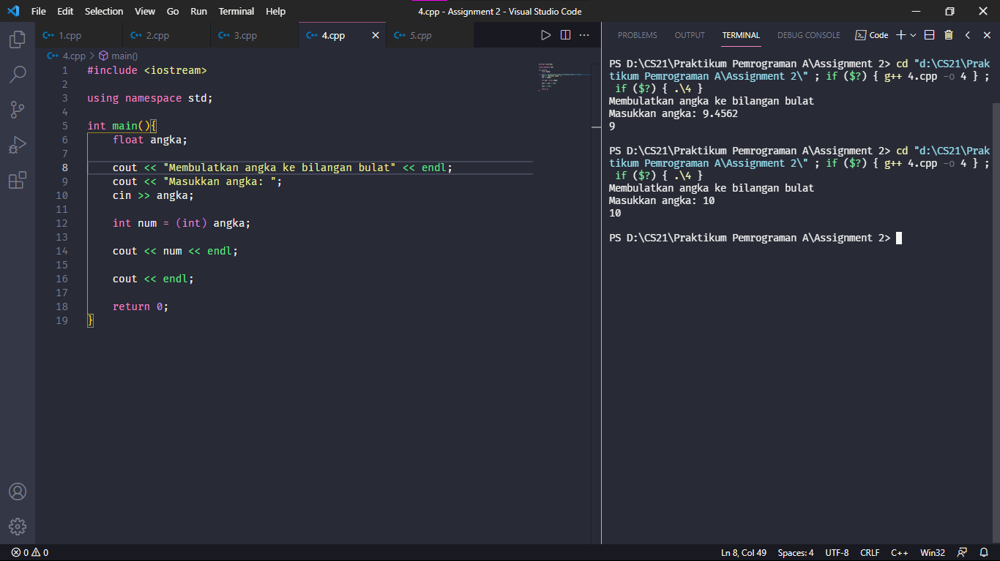 File Edit Selection View Go Run Terminal Help 4.cpp - Assignment 2 - Visual Studio Code
1.cpp 2.cpp 3.cpp 4.cpp 5.cpp
4.cpp > main()
1 #include <iostream>
2
3 using namespace std;
4
5 int main(){
6 float angka;
7
8 cout << "Membulatkan angka ke bilangan bulat" << endl;
9 cout << "Masukkan angka: ";
10 cin >> angka;
11
12 int num = (int) angka;
13
14 cout << num << endl;
15
16 cout << endl;
17
18 return 0;
19 }
PROBLEMS OUTPUT TERMINAL DEBUG CONSOLE Code
PS D:\CS21\Praktikum Pemrograman A\Assignment 2> cd "d:\CS21\Prak
tikum Pemrograman A\Assignment 2\" ; if ($?) { g++ 4.cpp -o 4 } ;
if ($?) { .\4 }
Membulatkan angka ke bilangan bulat
Masukkan angka: 9.4562
9
PS D:\CS21\Praktikum Pemrograman A\Assignment 2> cd "d:\CS21\Prak
tikum Pemrograman A\Assignment 2\" ; if ($?) { g++ 4.cpp -o 4 } ;
if ($?) { .\4 }
Membulatkan angka ke bilangan bulat
Masukkan angka: 10
10
PS D:\CS21\Praktikum Pemrograman A\Assignment 2>
0 0 Ln 8, Col 49 Spaces: 4 UTF-8 CRLF C++ Win32